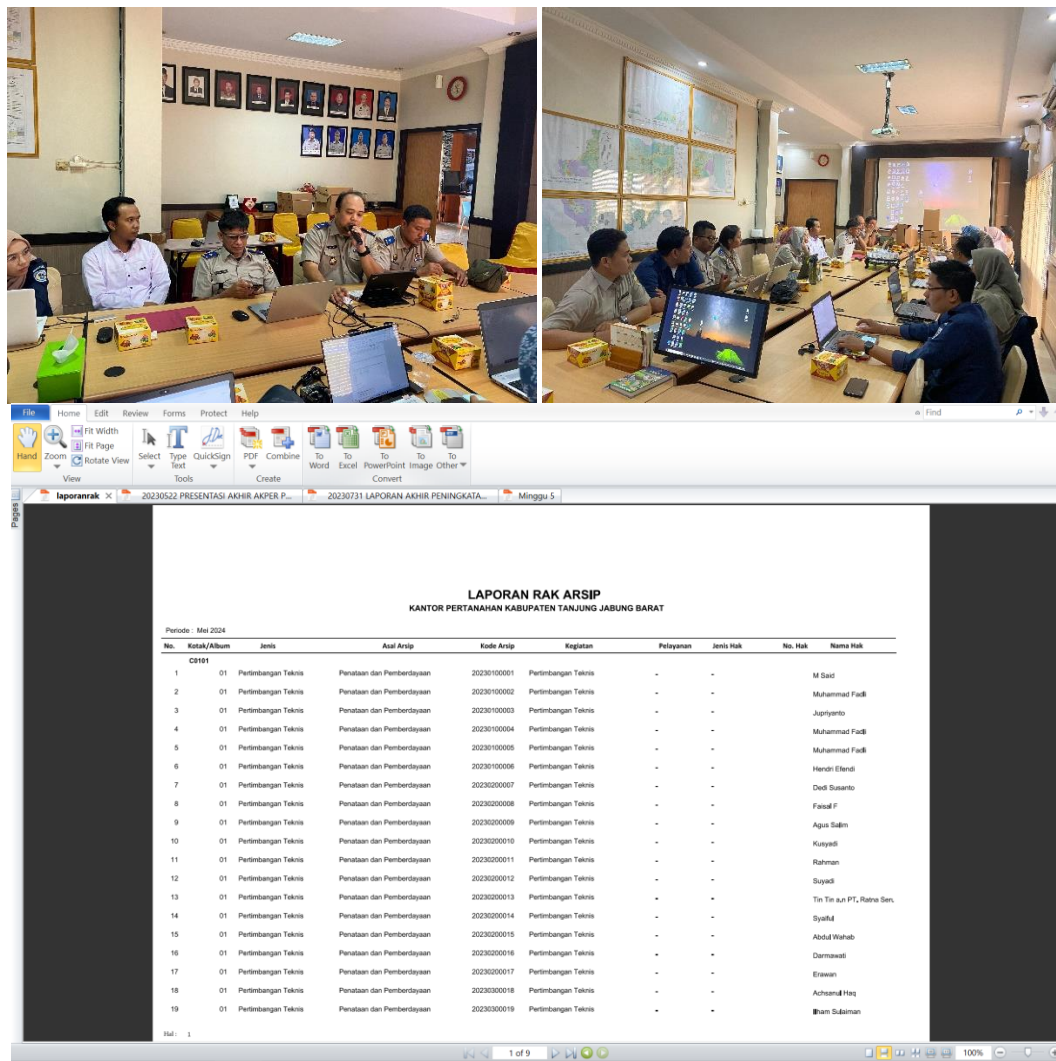 File Home Edit Review Forms Protect Help Find
Hand Zoom Fit Width Fit Page Rotate View Select Type Text QuickSign PDF Combine To Word To Excel To PowerPoint To Image To Other
View Tools Create Convert
laporanrak 20230522 PRESENTASI AKHIR AKPER P... 20230731 LAPORAN AKHIR PENINGKATA... Minggu 5
Pages
LAPORAN RAK ARSIP
KANTOR PERTANAHAN KABUPATEN TANJUNG JABUNG BARAT
Periode : Mei 2024
No. Kotak/Album Jenis Asal Arsip Kode Arsip Kegiatan Pelayanan Jenis Hak No. Hak Nama Hak
C0101
1 01 Pertimbangan Teknis Penataan dan Pemberdayaan 20230100001 Pertimbangan Teknis - - M Said
2 01 Pertimbangan Teknis Penataan dan Pemberdayaan 20230100002 Pertimbangan Teknis - - Muhammad Fadli
3 01 Pertimbangan Teknis Penataan dan Pemberdayaan 20230100003 Pertimbangan Teknis - - Jupriyanto
4 01 Pertimbangan Teknis Penataan dan Pemberdayaan 20230100004 Pertimbangan Teknis - - Muhammad Fadli
5 01 Pertimbangan Teknis Penataan dan Pemberdayaan 20230100005 Pertimbangan Teknis - - Muhammad Fadli
6 01 Pertimbangan Teknis Penataan dan Pemberdayaan 20230100006 Pertimbangan Teknis - - Hendri Efendi
7 01 Pertimbangan Teknis Penataan dan Pemberdayaan 20230200007 Pertimbangan Teknis - - Dedi Susanto
8 01 Pertimbangan Teknis Penataan dan Pemberdayaan 20230200008 Pertimbangan Teknis - - Faisal F
9 01 Pertimbangan Teknis Penataan dan Pemberdayaan 20230200009 Pertimbangan Teknis - - Agus Salim
10 01 Pertimbangan Teknis Penataan dan Pemberdayaan 20230200010 Pertimbangan Teknis - - Kusyadi
11 01 Pertimbangan Teknis Penataan dan Pemberdayaan 20230200011 Pertimbangan Teknis - - Rahman
12 01 Pertimbangan Teknis Penataan dan Pemberdayaan 20230200012 Pertimbangan Teknis - - Suyadi
13 01 Pertimbangan Teknis Penataan dan Pemberdayaan 20230200013 Pertimbangan Teknis - - Tin Tin a.n PT. Ratna Sen,
14 01 Pertimbangan Teknis Penataan dan Pemberdayaan 20230200014 Pertimbangan Teknis - - Syaiful
15 01 Pertimbangan Teknis Penataan dan Pemberdayaan 20230200015 Pertimbangan Teknis - - Abdul Wahab
16 01 Pertimbangan Teknis Penataan dan Pemberdayaan 20230200016 Pertimbangan Teknis - - Darmawati
17 01 Pertimbangan Teknis Penataan dan Pemberdayaan 20230200017 Pertimbangan Teknis - - Erawan
18 01 Pertimbangan Teknis Penataan dan Pemberdayaan 20230300018 Pertimbangan Teknis - - Achsanul Haq
19 01 Pertimbangan Teknis Penataan dan Pemberdayaan 20230300019 Pertimbangan Teknis - - Ilham Sulaiman
Hal : 1
1 of 9 100%